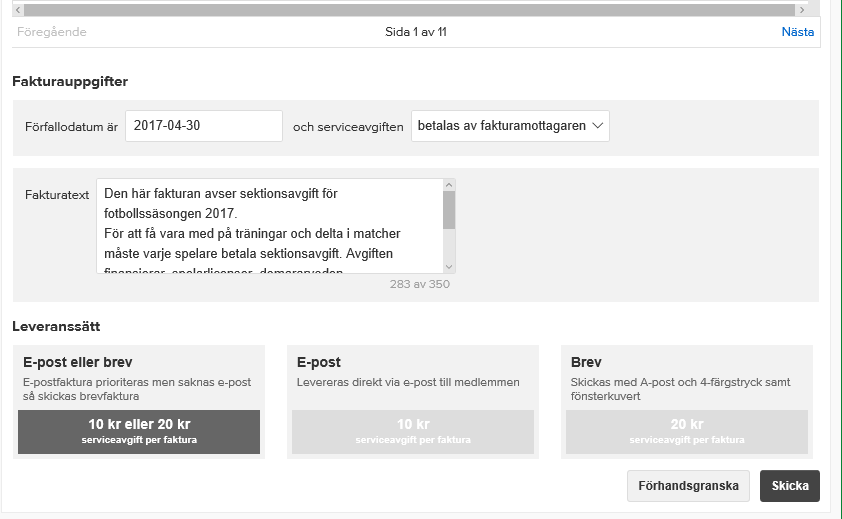 Föregående
Sida 1 av 11
Nästa
Fakturauppgifter
Förfallodatum är
2017-04-30
och serviceavgiften
betalas av fakturamottagaren
Fakturatext
Den här fakturan avser sektionsavgift för
fotbollssäsongen 2017.
För att få vara med på träningar och delta i matcher
måste varje spelare betala sektionsavgift. Avgiften
finansierar spelarlicenser, domararvoden
283 av 350
Leveranssätt
E-post eller brev
E-postfaktura prioriteras men saknas e-post
så skickas brevfaktura
10 kr eller 20 kr
serviceavgift per faktura
E-post
Levereras direkt via e-post till medlemmen
10 kr
serviceavgift per faktura
Brev
Skickas med A-post och 4-färgstryck samt
fönsterkuvert
20 kr
serviceavgift per faktura
Förhandsgranska
Skicka